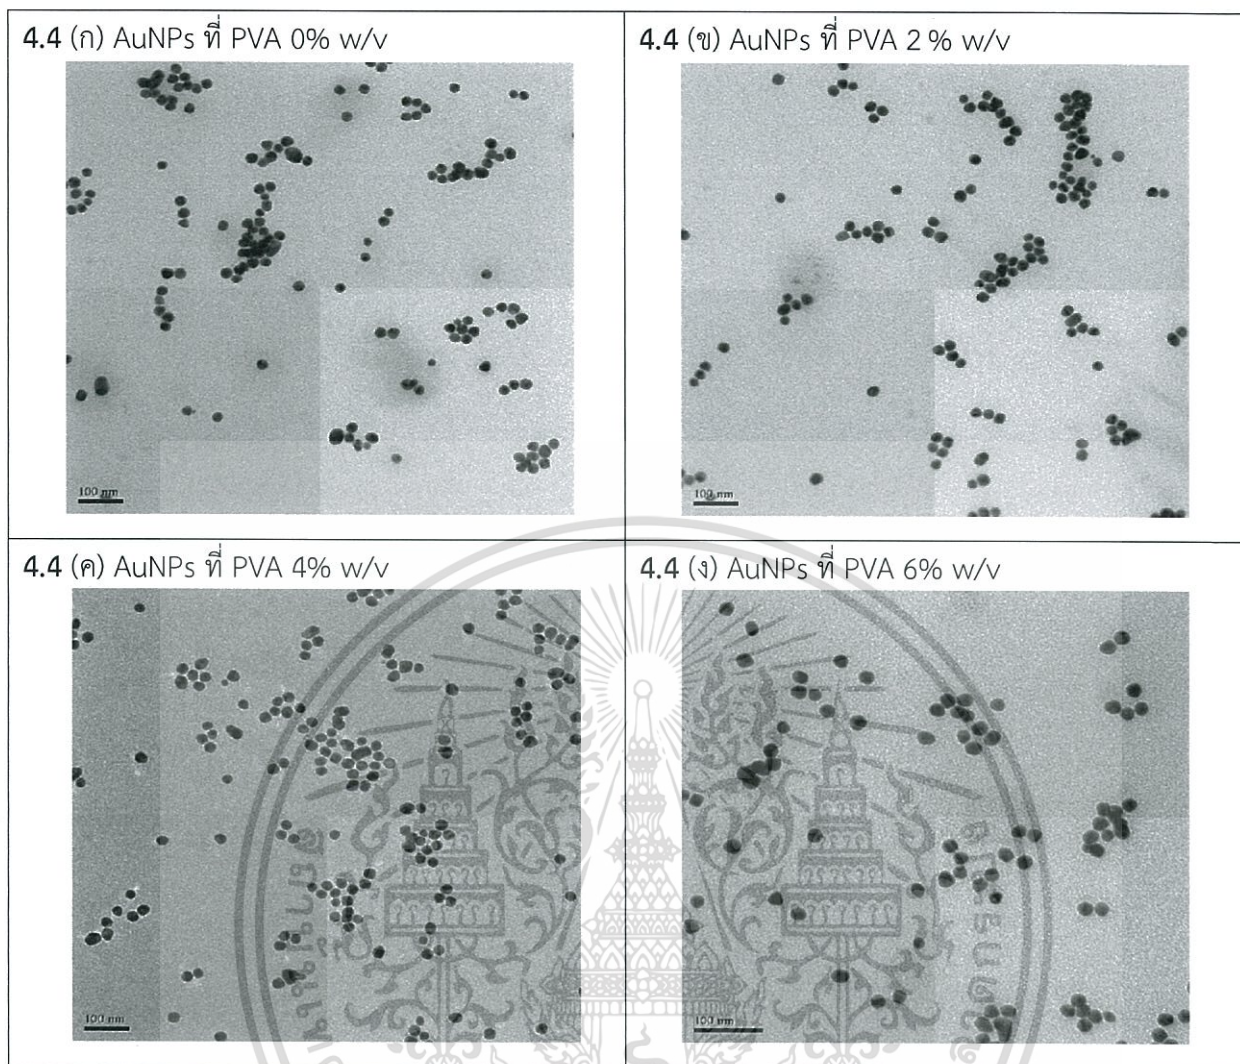 4.4 (ก) AuNPs ที่ PVA 0% w/v
4.4 (ข) AuNPs ที่ PVA 2 % w/v
100 nm
100 nm
4.4 (ค) AuNPs ที่ PVA 4% w/v
4.4 (ง) AuNPs ที่ PVA 6% w/v
100 nm
100 nm